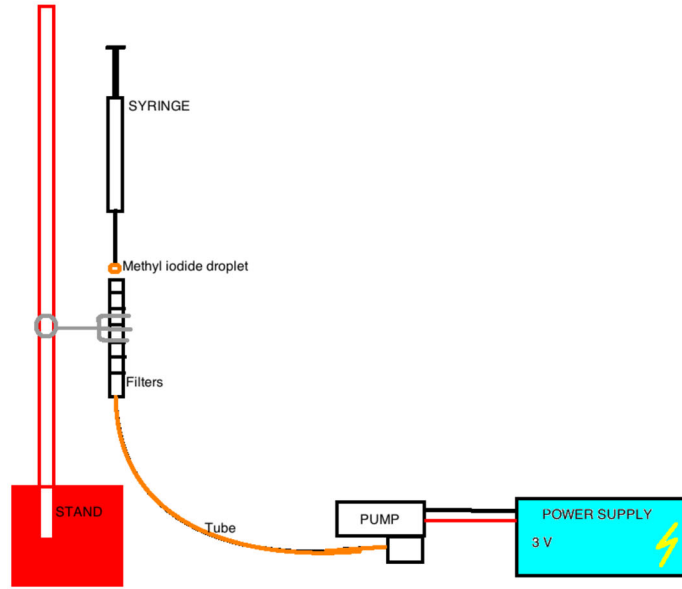 SYRINGE
Methyl iodide droplet
Filters
STAND
Tube
PUMP
POWER SUPPLY
3 V